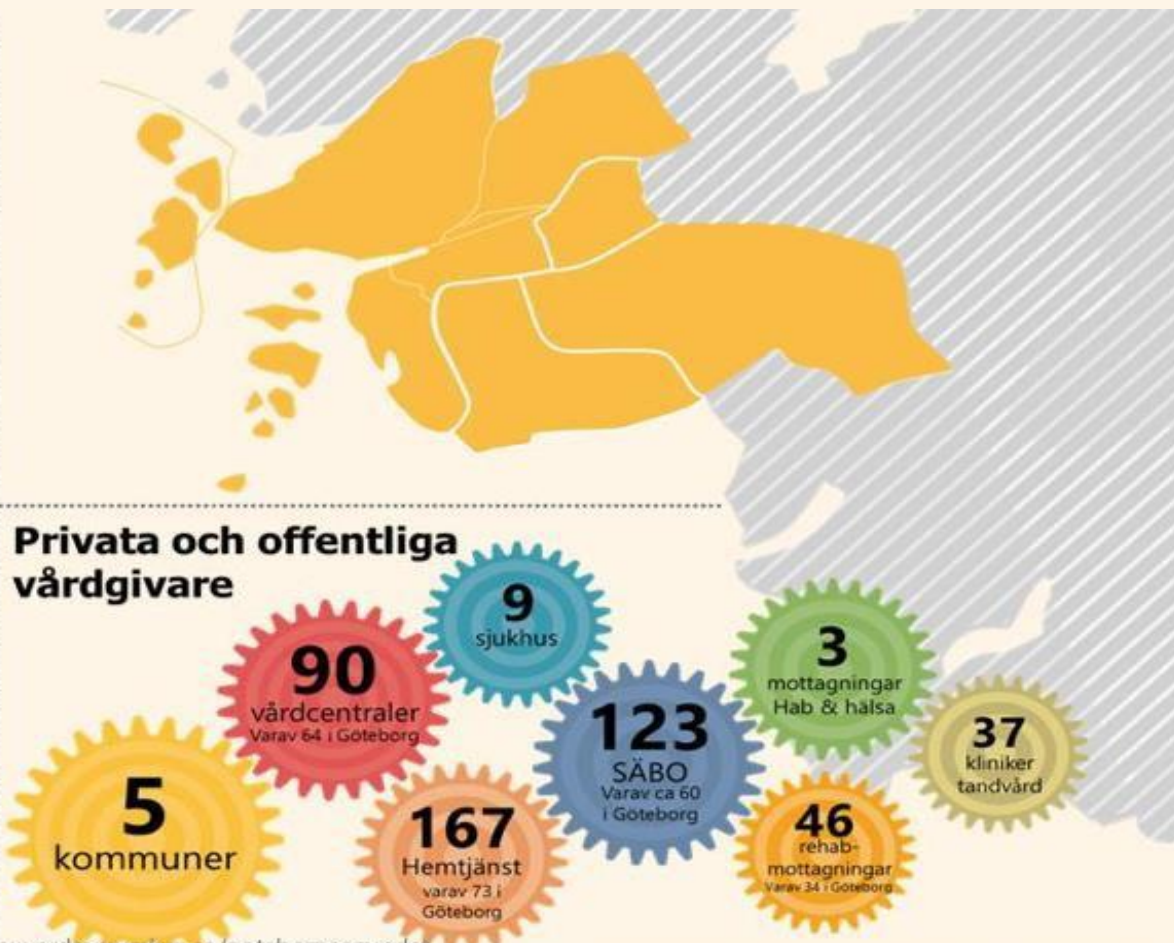 Privata och offentliga
vårdgivare
9
sjukhus
90
vårdcentraler
Varav 64 i Göteborg
3
mottagningar
Hab & hälsa
123
SÄBO
Varav ca 60
i Göteborg
37
kliniker
tandvård
5
kommuner
167
Hemtjänst
varav 73 i
Göteborg
46
rehab-
mottagningar
Varav 34 i Göteborg